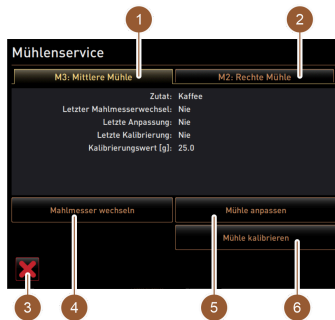 1
2
Mühlenservice
M3: Mittlere Mühle
M2: Rechte Mühle
Zutat: Kaffee
Letzter Mahlmesserwechsel: Nie
Letzte Anpassung: Nie
Letzte Kalibrierung: Nie
Kalibrierungswert [g]: 25.0
Mahlmesser wechseln
Mühle anpassen
Mühle kalibrieren
3
4
5
6